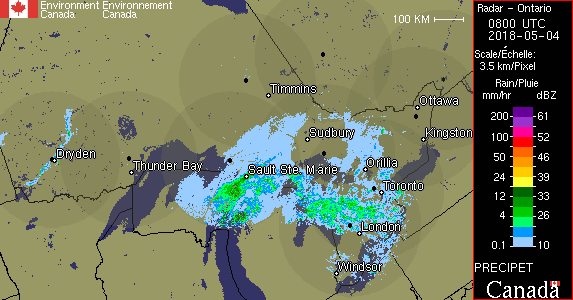 Environment Environnement
Canada Canada
100 KM
Timmins
Ottawa
Sudbury
Kingston
Dryden
Thunder Bay
Sault Ste. Marie
Orillia
Toronto
London
Windsor
Radar - Ontario
0800 UTC
2018-05-04
Scale/Échelle:
3.5 km/Pixel
Rain/Pluie
mm/hr dBZ
200 61
100 52
50 46
24 39
12 33
4 26
0.1 10
PRECIPET
Canada